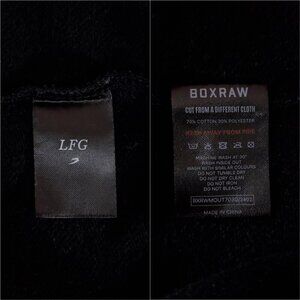 LFG
BOXRAW
CUT FROM A DIFFERENT CLOTH
70% COTTON 30% POLYESTER
KEEP AWAY FROM FIRE
MACHINE WASH AT 30°
WASH INSIDE OUT
WASH WITH SIMILAR COLOURS
DO NOT TUMBLE DRY
DO NOT DRY CLEAN
DO NOT IRON
DO NOT BLEACH
MADE IN CHINA